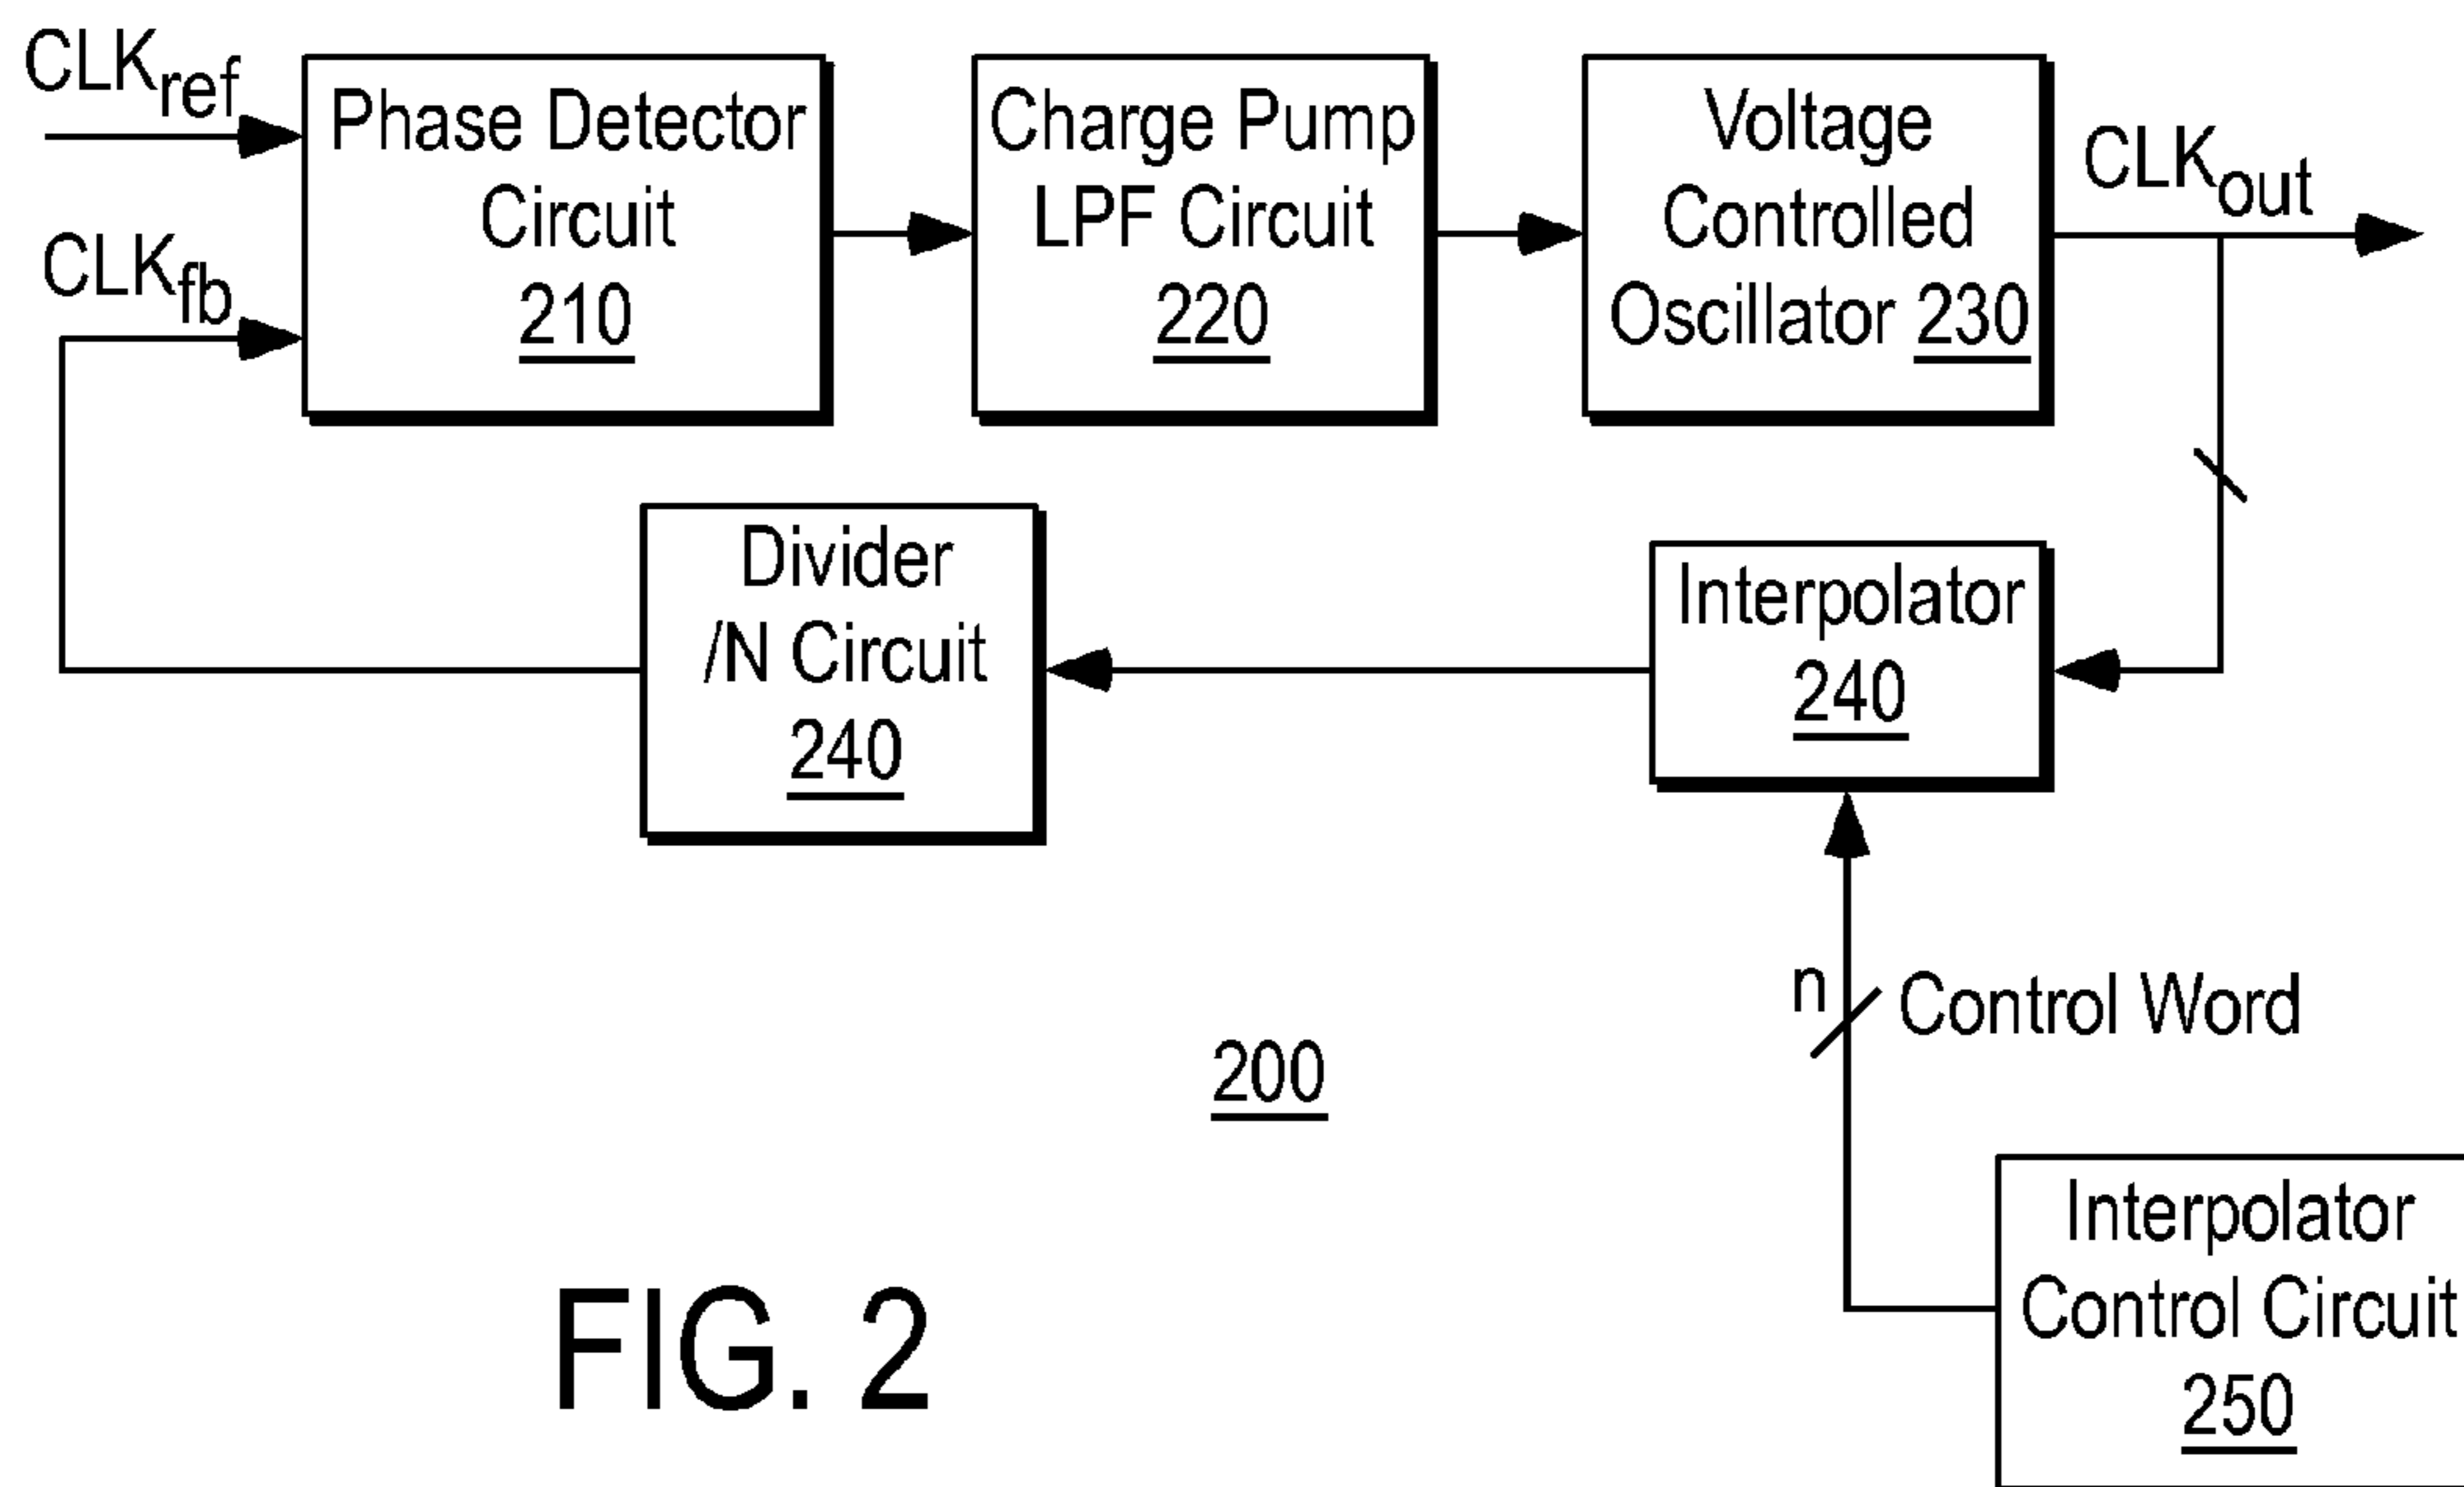 CLKref
Phase Detector
Circuit
210
CLKfb
Charge Pump
LPF Circuit
220
Voltage
Controlled
Oscillator 230
CLKout
Divider
/N Circuit
240
Interpolator
240
n
Control Word
200
Interpolator
Control Circuit
250
FIG. 2